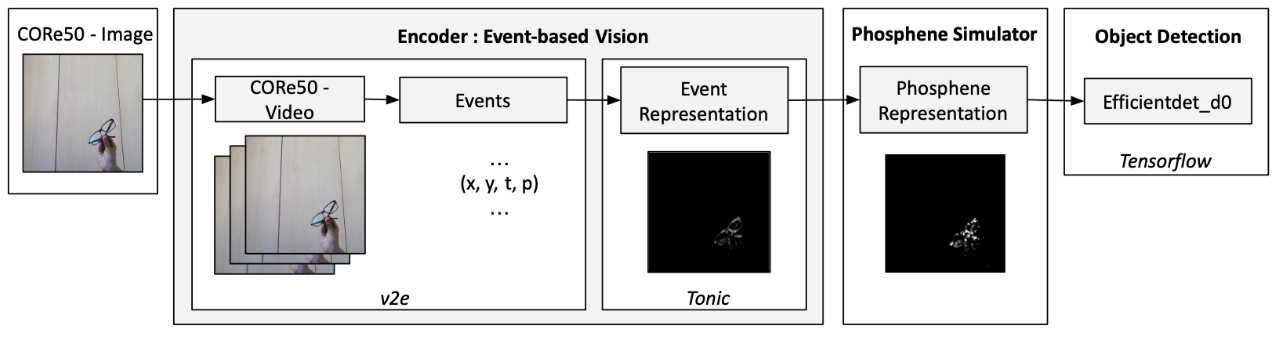 CORe50 - Image
Encoder : Event-based Vision
CORe50 -
Video
Events
...
(x, y, t, p)
...
v2e
Event
Representation
Tonic
Phosphene Simulator
Phosphene
Representation
Object Detection
Efficientdet_d0
Tensorflow